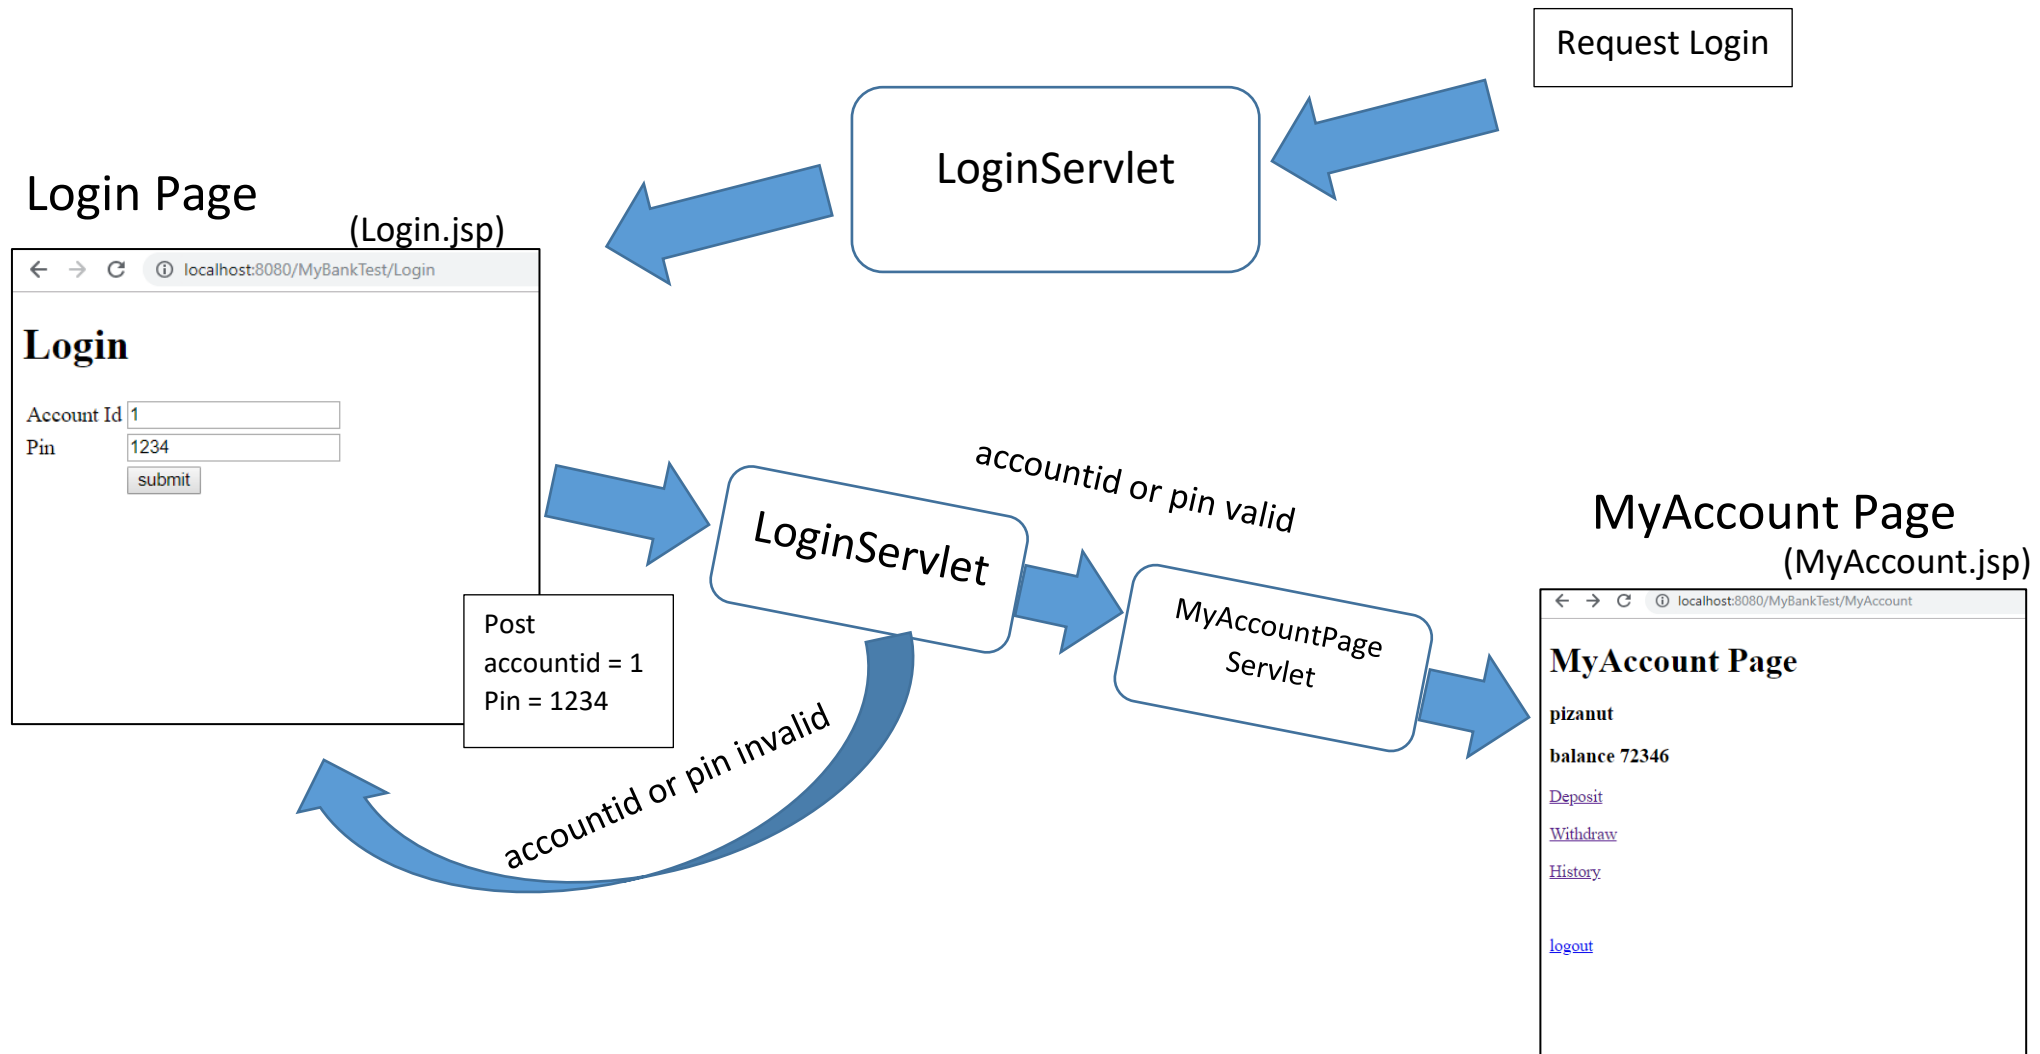 Request Login
LoginServlet
Login Page
(Login.jsp)
localhost:8080/MyBankTest/Login
Login
Account Id 1
Pin 1234
submit
Post
accountid = 1
Pin = 1234
LoginServlet
accountid or pin valid
accountid or pin invalid
MyAccountPage
Servlet
MyAccount Page
(MyAccount.jsp)
localhost:8080/MyBankTest/MyAccount
MyAccount Page
pizanut
balance 72346
Deposit
Withdraw
History
logout